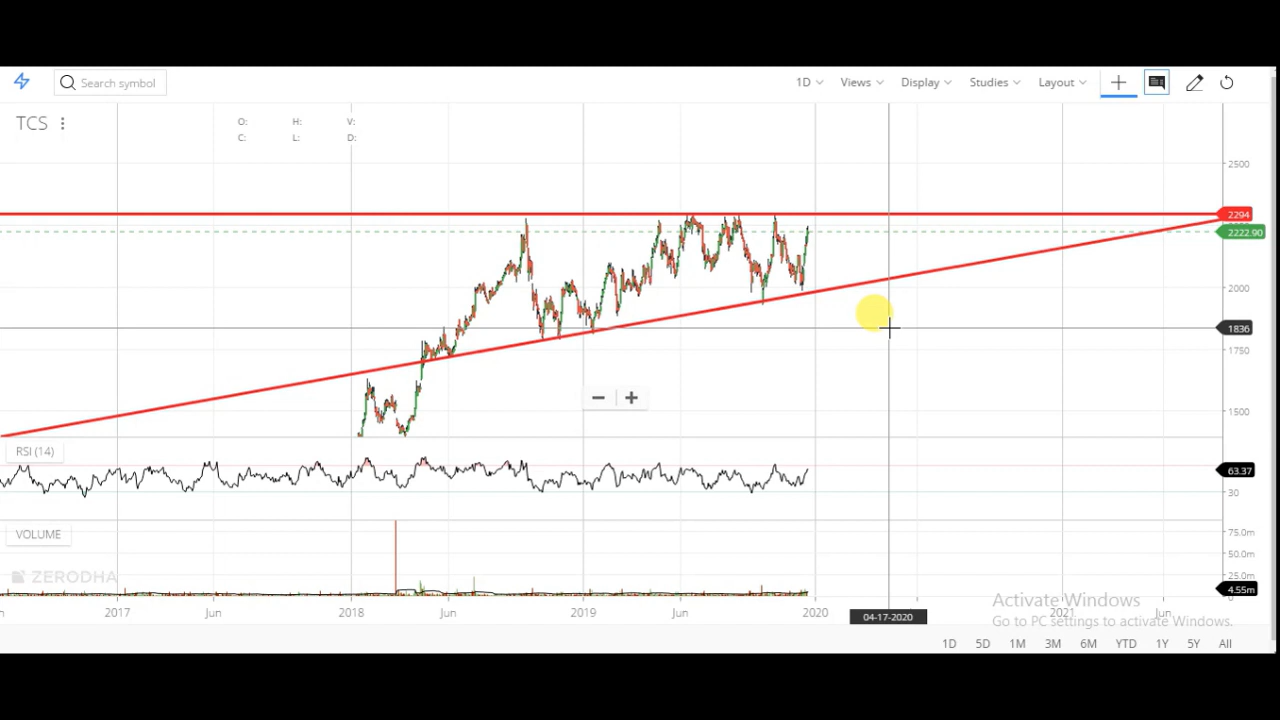 Search symbol
1D Views Display Studies Layout
TCS
O: H: V:
C: L: D:
2500
2294
2222.90
2000
1836
1750
1500
RSI (14)
63.37
30
VOLUME
75.0m
50.0m
25.0m
4.55m
ZERODHA
2017 Jun 2018 Jun 2019 Jun 2020 2021 Jun
04-17-2020
Activate Windows
Go to PC settings to activate Windows.
1D 5D 1M 3M 6M YTD 1Y 5Y All